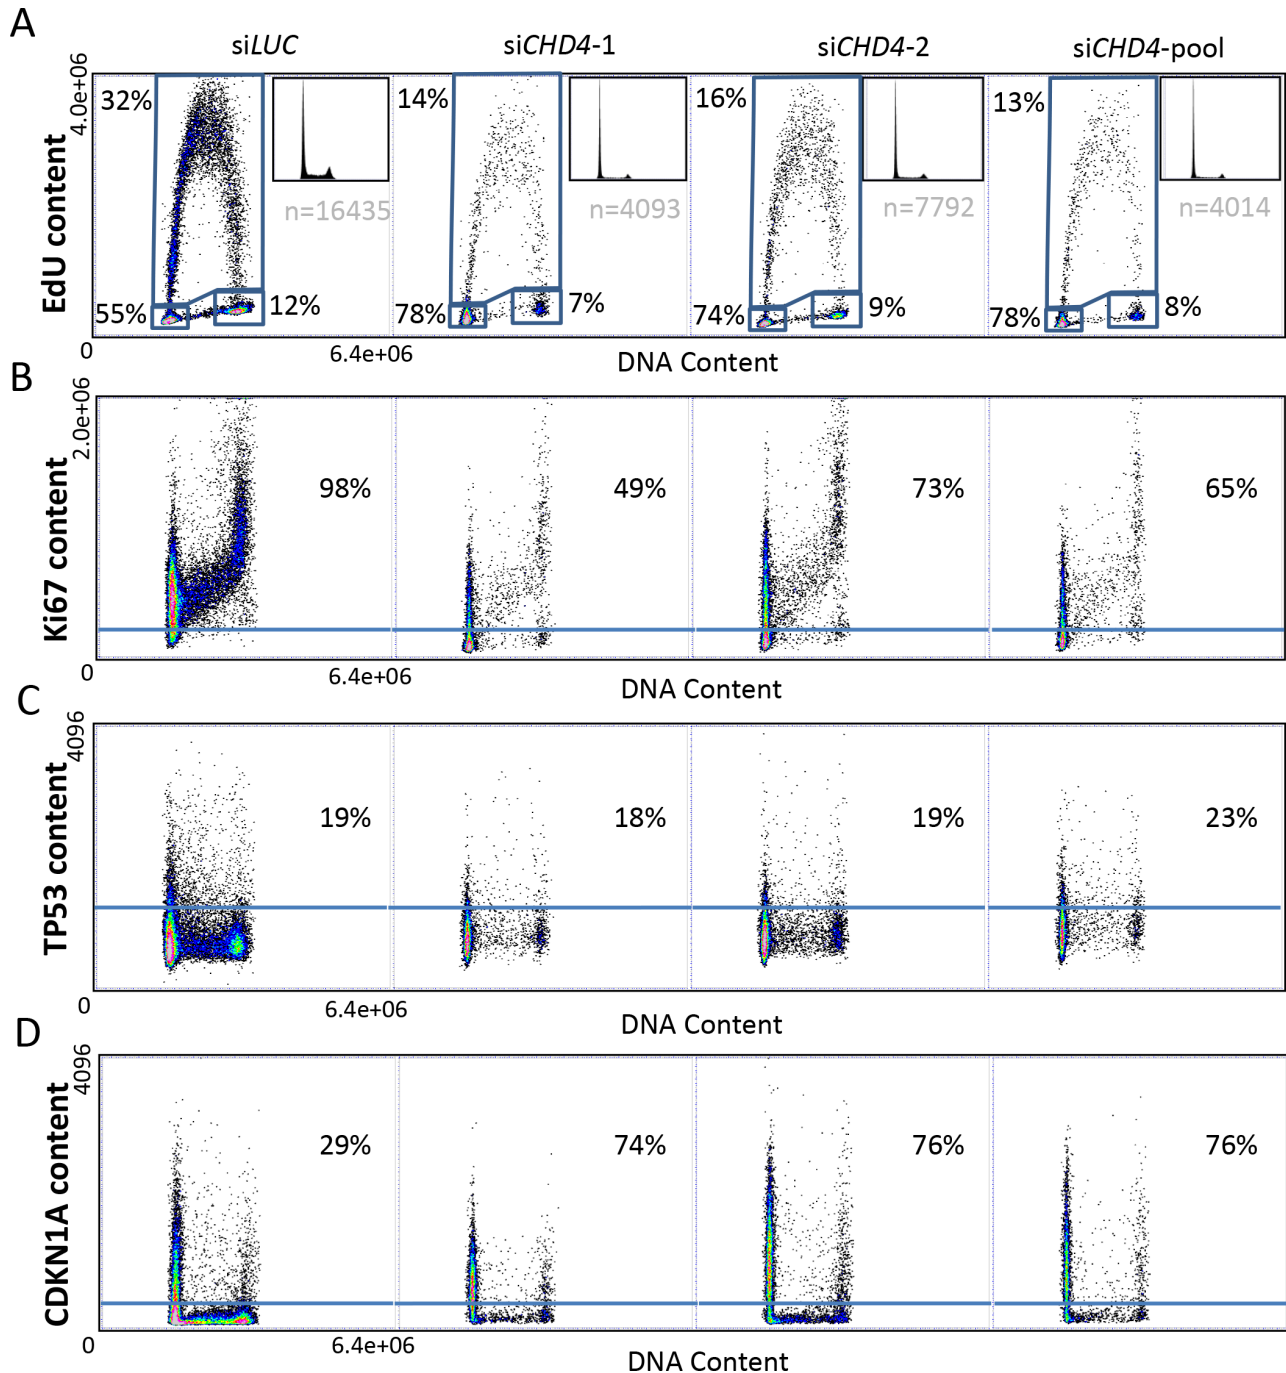 A
siLUC
siCHD4-1
siCHD4-2
siCHD4-pool
EdU content
4.0e+06
32%
55%
12%
n=16435
14%
78%
7%
n=4093
16%
74%
9%
n=7792
13%
78%
8%
n=4014
0
6.4e+06
DNA Content
B
Ki67 content
2.0e+06
98%
49%
73%
65%
0
6.4e+06
DNA Content
C
TP53 content
4096
19%
18%
19%
23%
0
6.4e+06
DNA Content
D
CDKN1A content
4096
29%
74%
76%
76%
0
6.4e+06
DNA Content